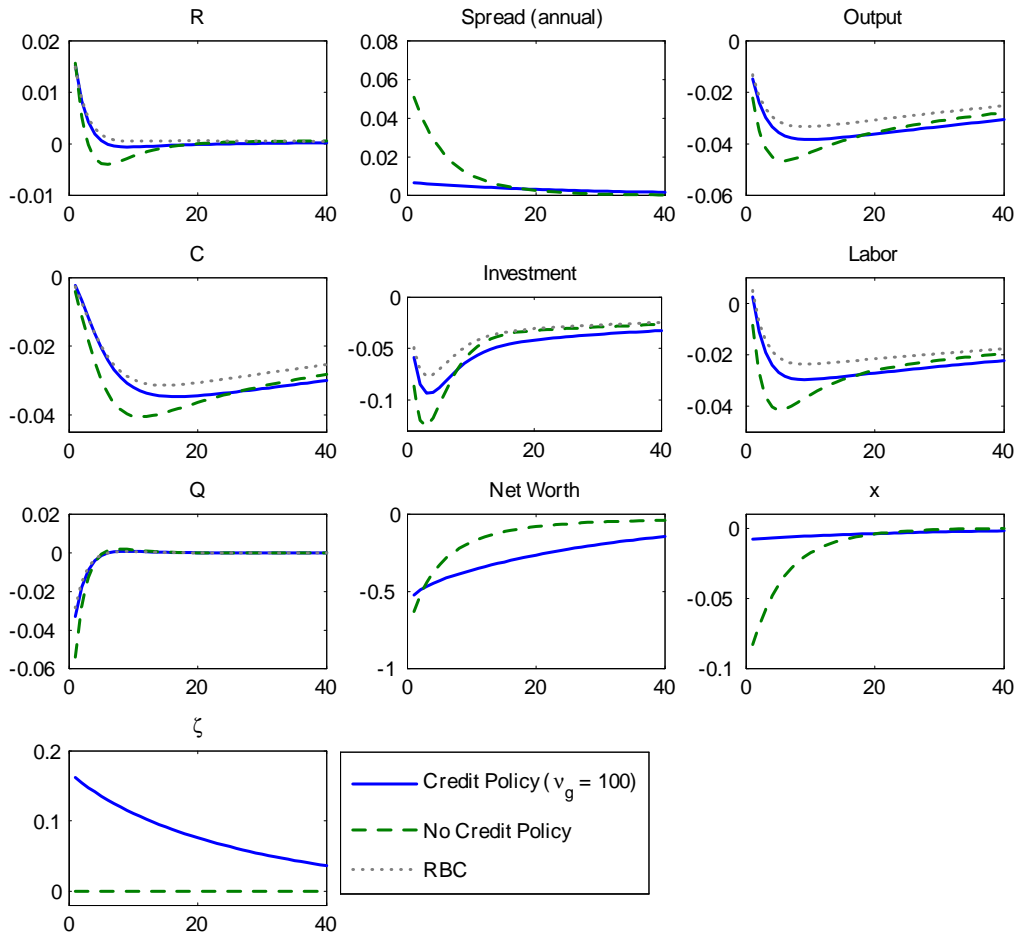 R
0.02
0.01
0
-0.01
0 20 40
Spread (annual)
0.08
0.06
0.04
0.02
0
0 20 40
Output
0
-0.02
-0.04
-0.06
0 20 40
C
0
-0.02
-0.04
0 20 40
Investment
0
-0.05
-0.1
0 20 40
Labor
0
-0.02
-0.04
0 20 40
Q
0.02
0
-0.02
-0.04
-0.06
0 20 40
Net Worth
0
-0.5
-1
0 20 40
x
0
-0.05
-0.1
0 20 40
ζ
0.2
0.1
0
0 20 40
Credit Policy ( ν_g = 100)
No Credit Policy
RBC